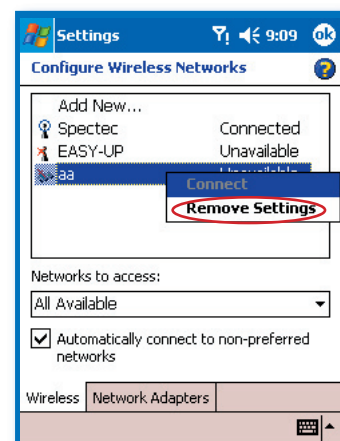 Settings 9:09 ok
Configure Wireless Networks ?
Add New...
Spectec Connected
EASY-UP Unavailable
aa Unavailable
Connect
Remove Settings
Networks to access:
All Available
Automatically connect to non-preferred
networks
Wireless Network Adapters